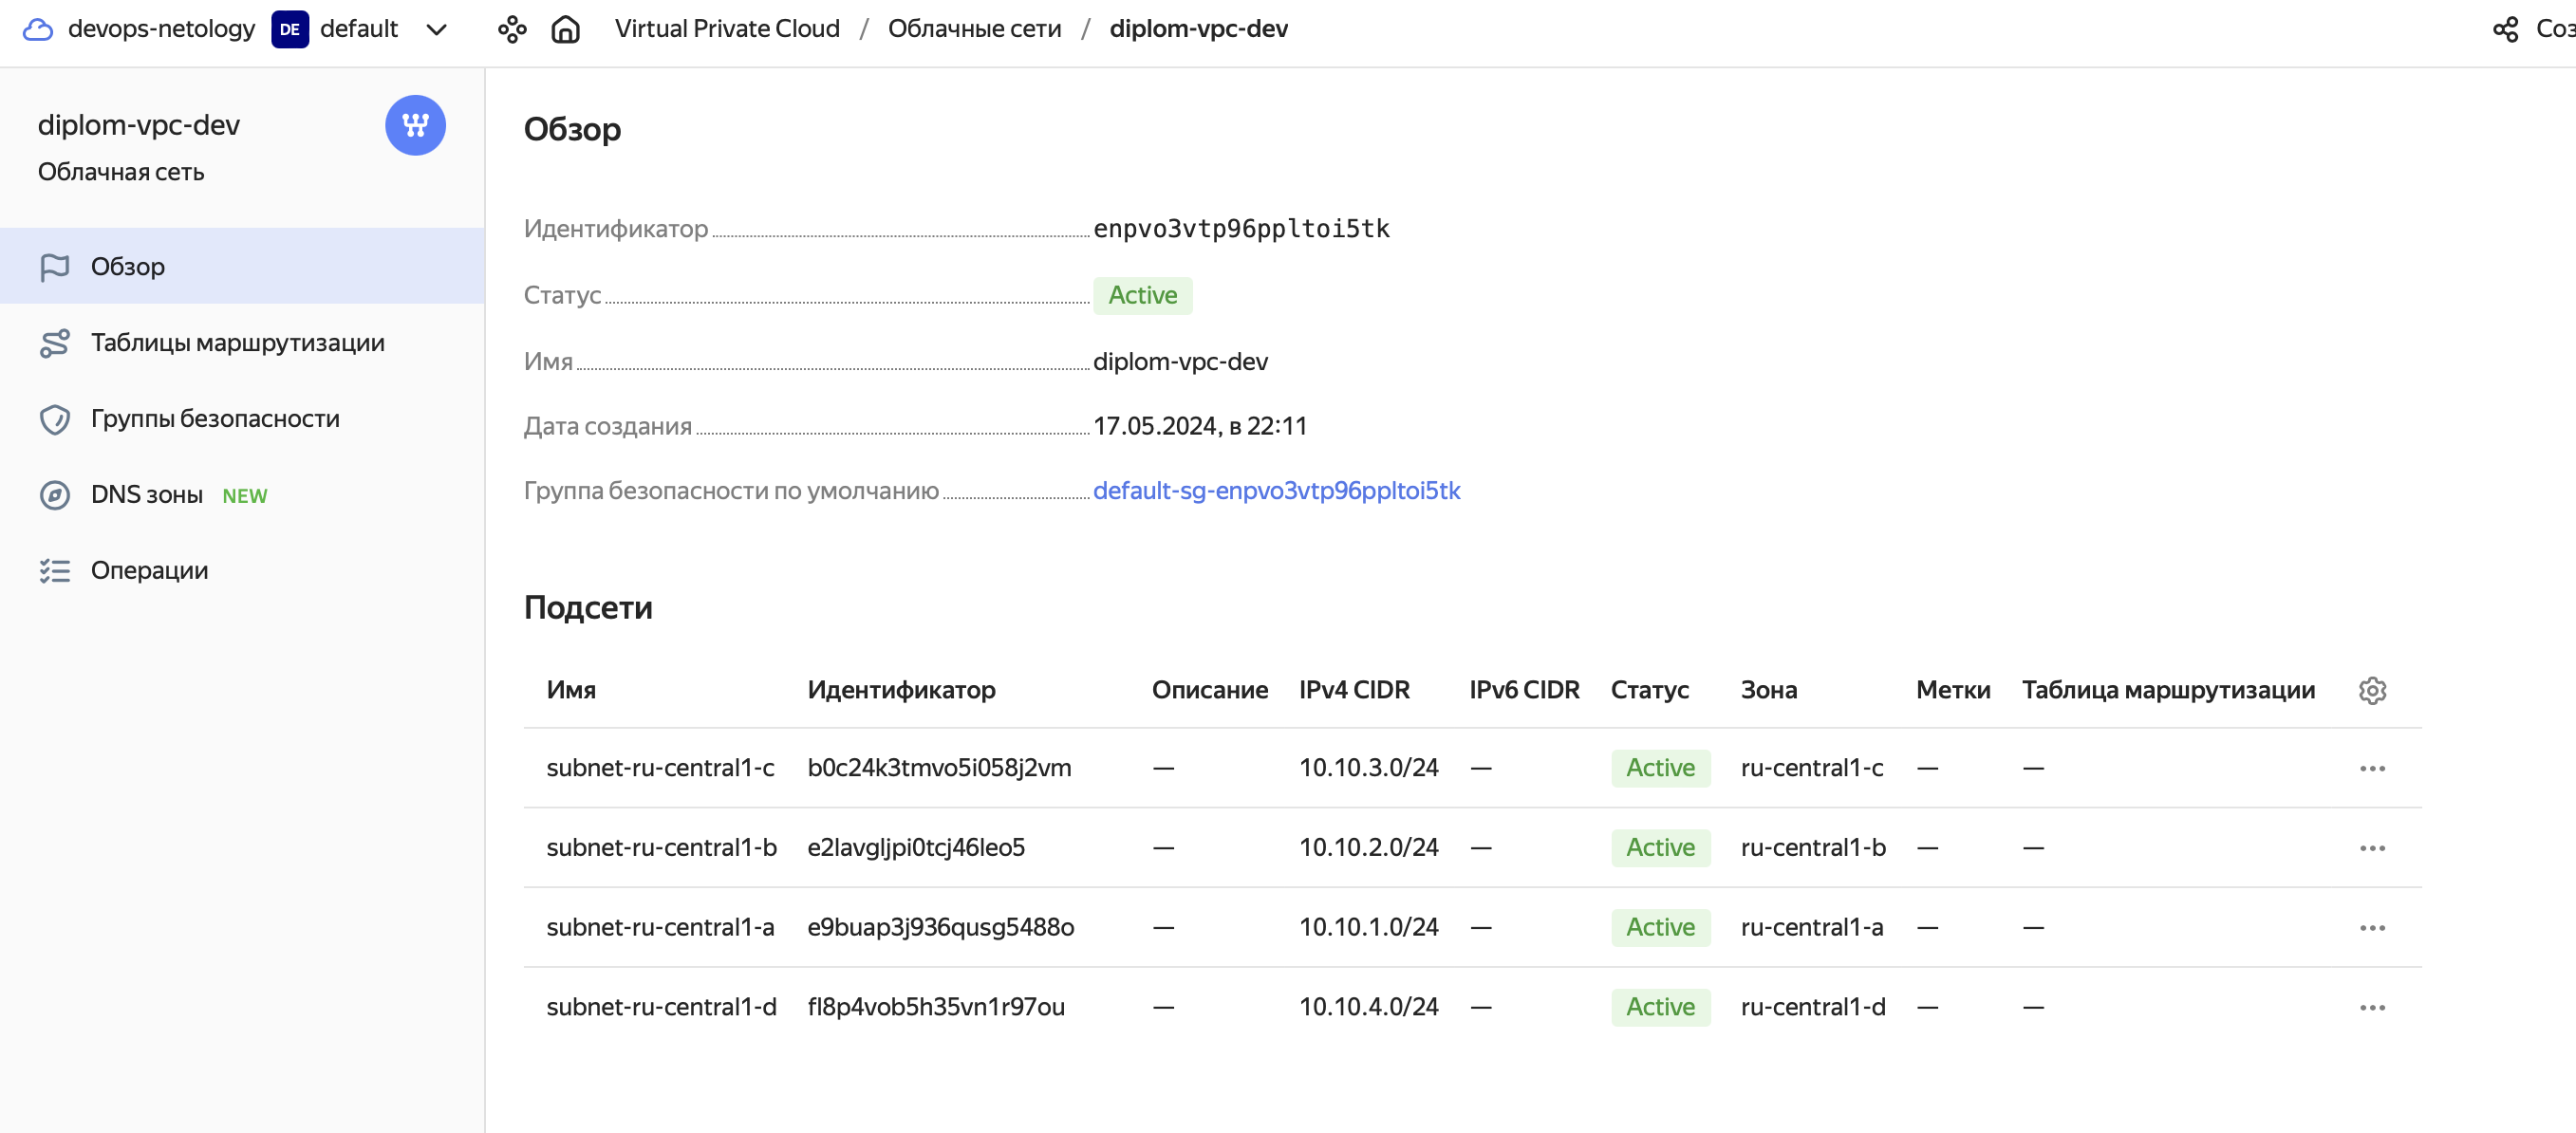 devops-netology DE default Virtual Private Cloud / Облачные сети / diplom-vpc-dev
diplom-vpc-dev
Облачная сеть
Обзор
Таблицы маршрутизации
Группы безопасности
DNS зоны NEW
Операции
Обзор
Идентификатор enpvo3vtp96ppltoi5tk
Статус Active
Имя diplom-vpc-dev
Дата создания 17.05.2024, в 22:11
Группа безопасности по умолчанию default-sg-enpvo3vtp96ppltoi5tk
Подсети
Имя Идентификатор Описание IPv4 CIDR IPv6 CIDR Статус Зона Метки Таблица маршрутизации
subnet-ru-central1-c b0c24k3tmvo5i058j2vm — 10.10.3.0/24 — Active ru-central1-c — —
subnet-ru-central1-b e2lavgljpi0tcj46leo5 — 10.10.2.0/24 — Active ru-central1-b — —
subnet-ru-central1-a e9buap3j936qusg5488o — 10.10.1.0/24 — Active ru-central1-a — —
subnet-ru-central1-d fl8p4vob5h35vn1r97ou — 10.10.4.0/24 — Active ru-central1-d — —